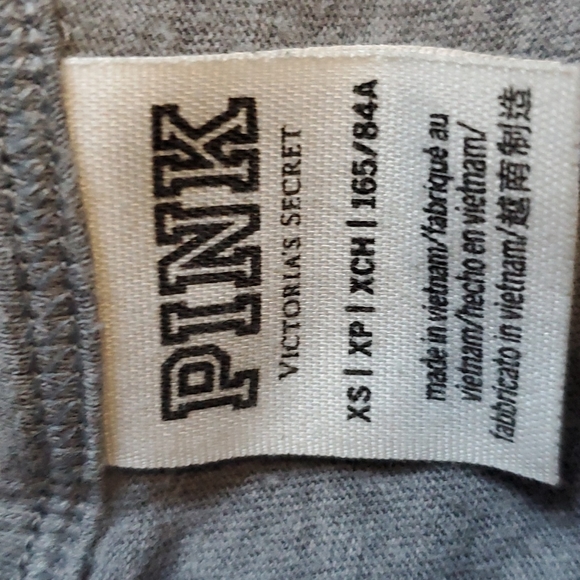 PINK
VICTORIA'S SECRET
XS | XP | XCH | 165/84A
made in vietnam/fabriqué au
vietnam/hecho en vietnam/
fabbricato in vietnam/越南制造